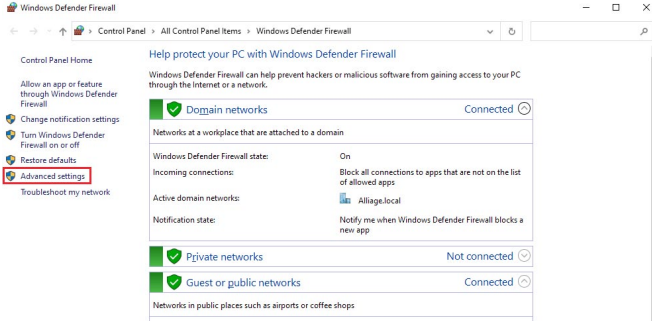 Windows Defender Firewall
Control Panel > All Control Panel Items > Windows Defender Firewall
Control Panel Home
Allow an app or feature
through Windows Defender
Firewall
Change notification settings
Turn Windows Defender
Firewall on or off
Restore defaults
Advanced settings
Troubleshoot my network
Help protect your PC with Windows Defender Firewall
Windows Defender Firewall can help prevent hackers or malicious software from gaining access to your PC
through the Internet or a network.
Domain networks Connected
Networks at a workplace that are attached to a domain
Windows Defender Firewall state: On
Incoming connections: Block all connections to apps that are not on the list
of allowed apps
Active domain networks: Alliage.local
Notification state: Notify me when Windows Defender Firewall blocks a
new app
Private networks Not connected
Guest or public networks Connected
Networks in public places such as airports or coffee shops